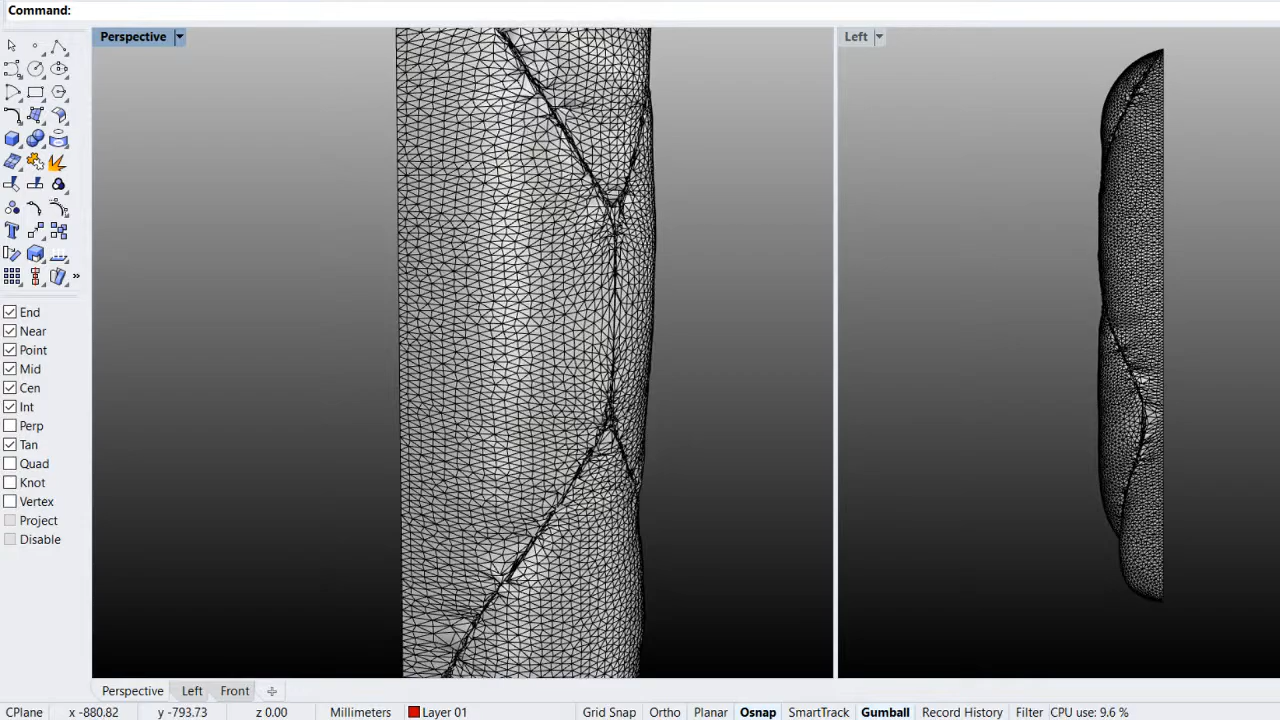 Command:
Perspective
Left
End
Near
Point
Mid
Cen
Int
Perp
Tan
Quad
Knot
Vertex
Project
Disable
Perspective Left Front
CPlane x -880.82 y -793.73 z 0.00 Millimeters Layer 01 Grid Snap Ortho Planar Osnap SmartTrack Gumball Record History Filter CPU use: 9.6 %